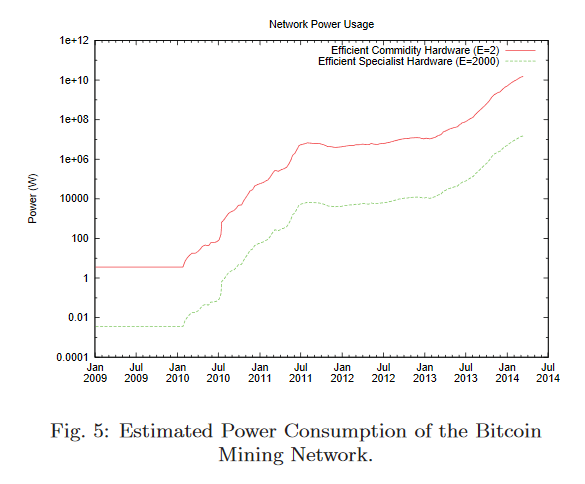 Network Power Usage
1e+12
1e+10
1e+08
1e+06
10000
100
1
0.01
0.0001
Power (W)
Efficient Commidity Hardware (E=2)
Efficient Specialist Hardware (E=2000)
Jan 2009
Jul 2009
Jan 2010
Jul 2010
Jan 2011
Jul 2011
Jan 2012
Jul 2012
Jan 2013
Jul 2013
Jan 2014
Jul 2014
Fig. 5: Estimated Power Consumption of the Bitcoin
Mining Network.